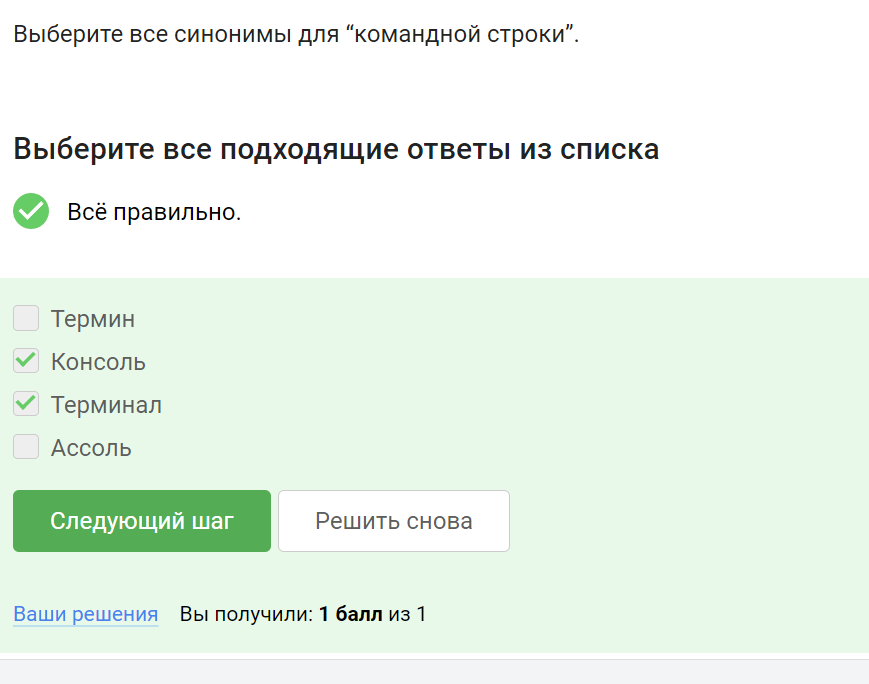 Выберите все синонимы для “командной строки”.
Выберите все подходящие ответы из списка
Всё правильно.
Термин
Консоль
Терминал
Ассоль
Следующий шаг
Решить снова
Ваши решения Вы получили: 1 балл из 1